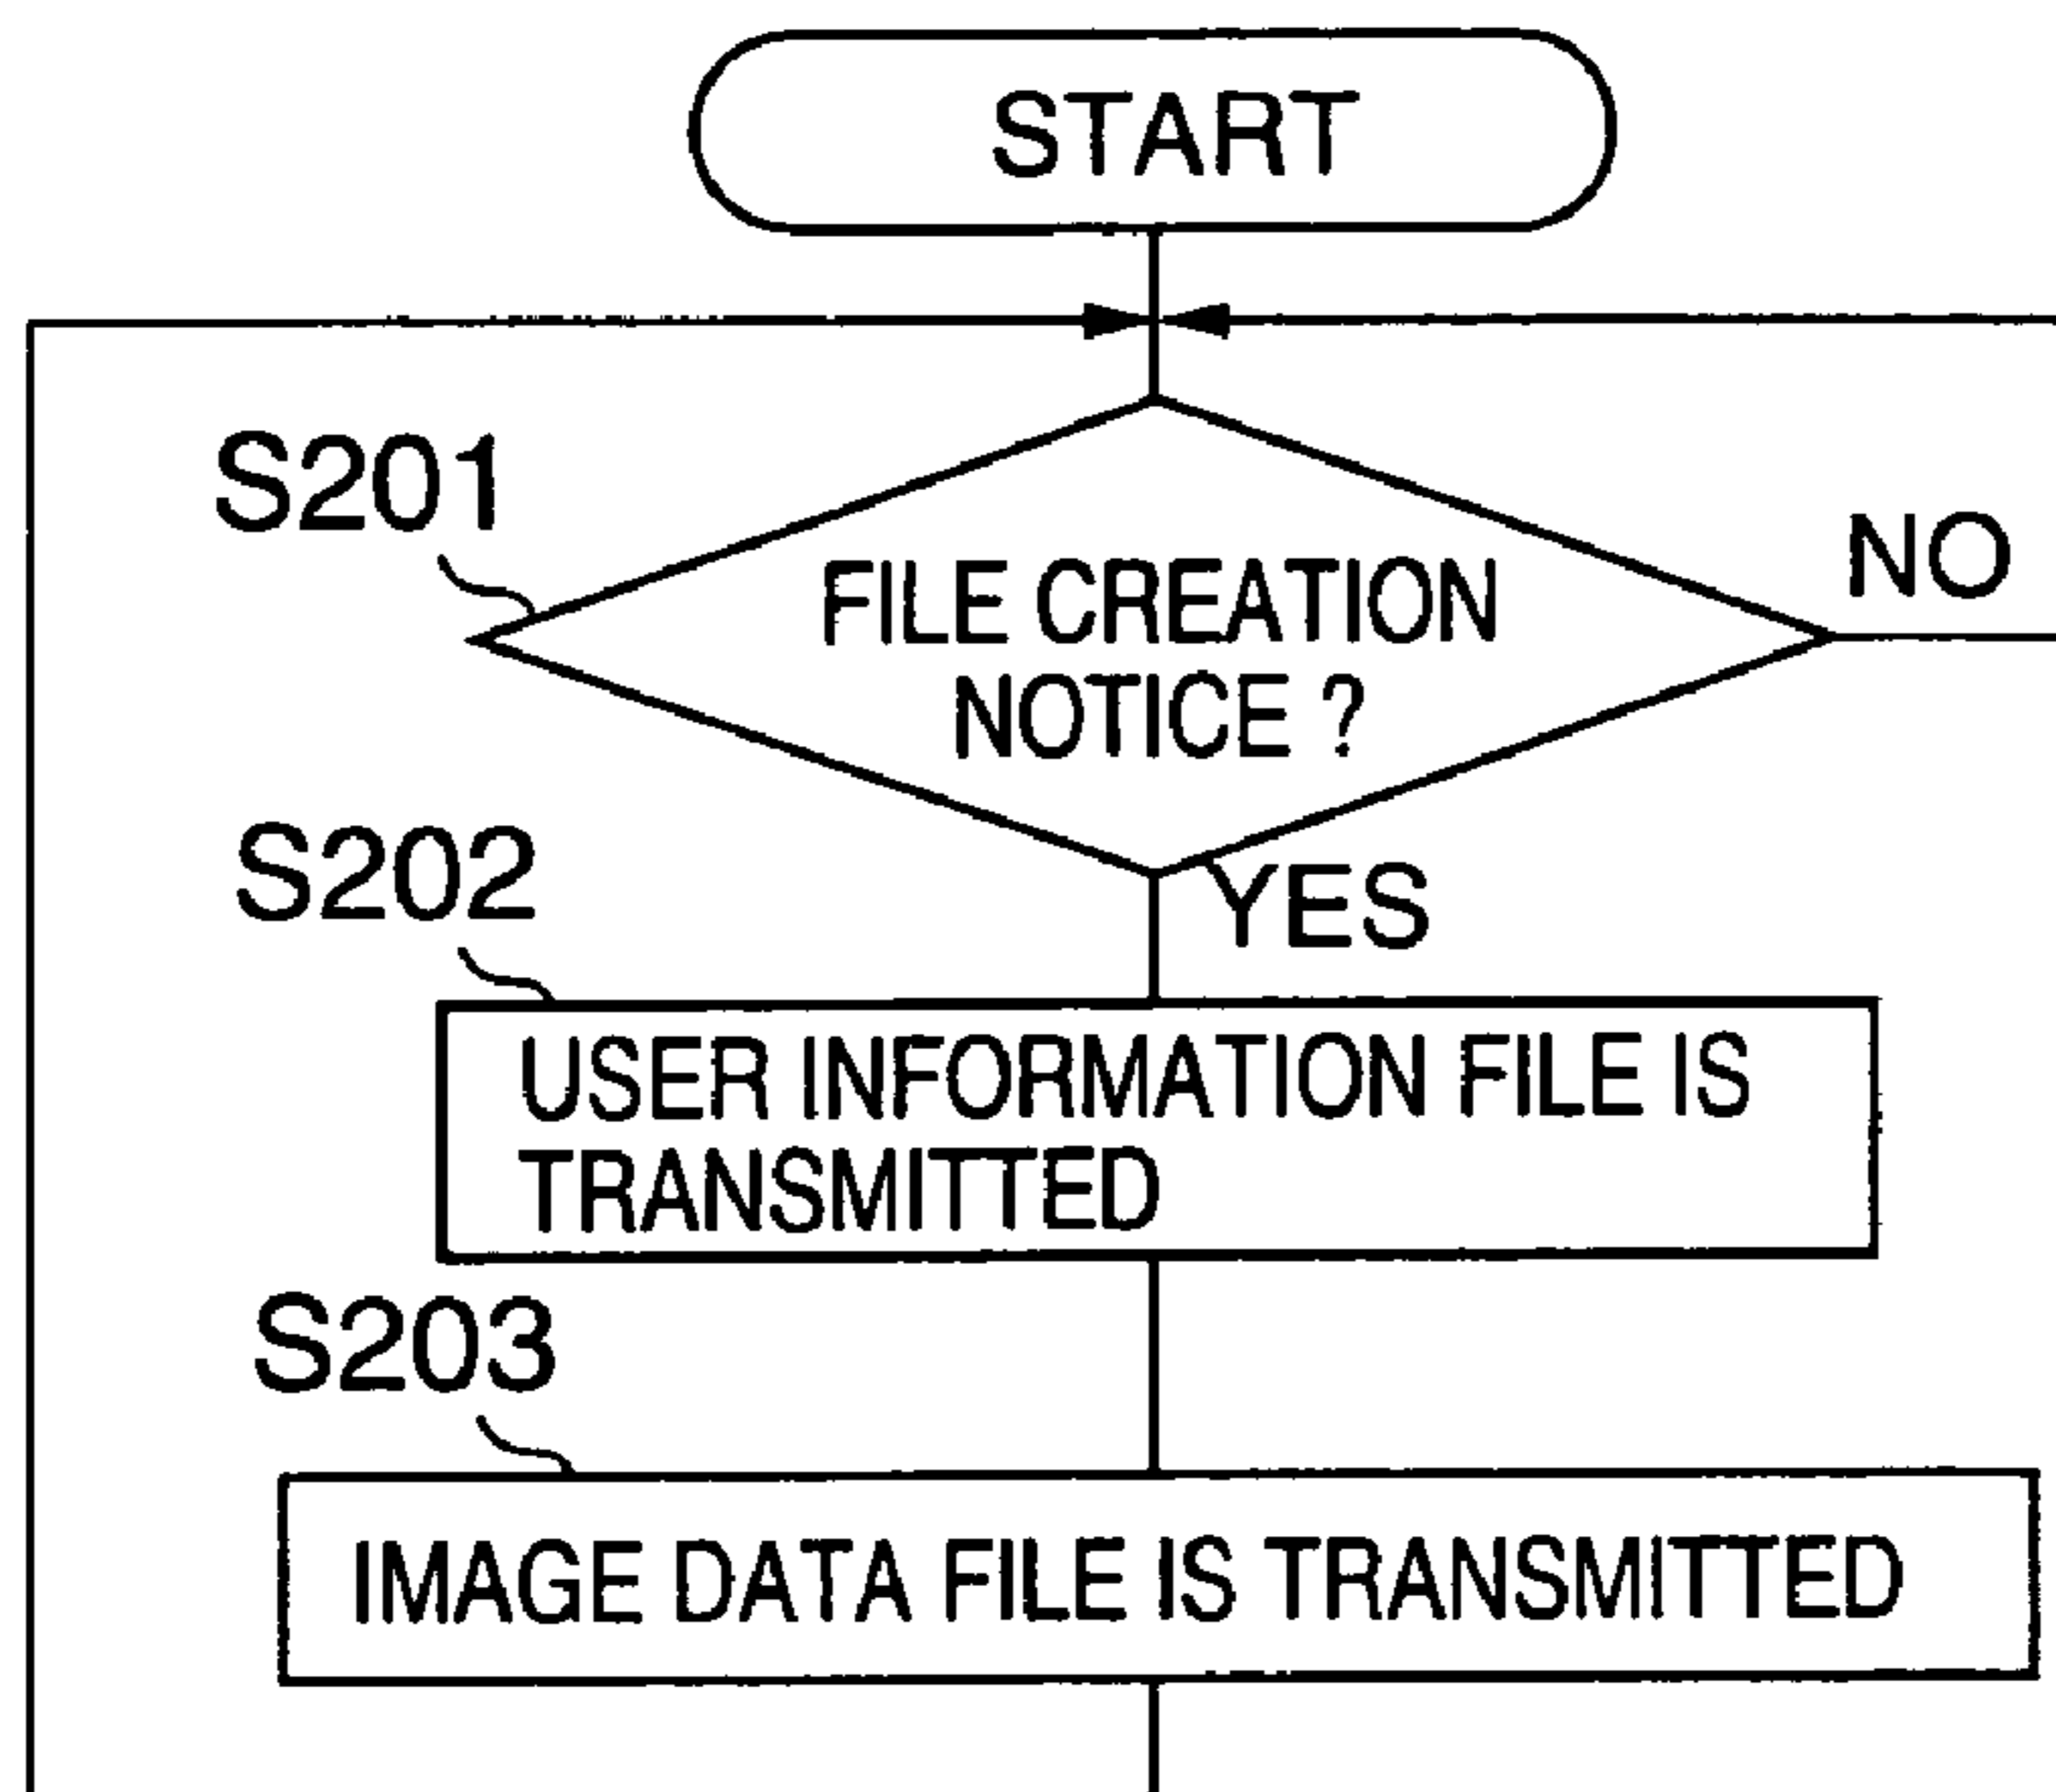 START
S201
FILE CREATION
NOTICE ?
NO
YES
S202
USER INFORMATION FILE IS
TRANSMITTED
S203
IMAGE DATA FILE IS TRANSMITTED